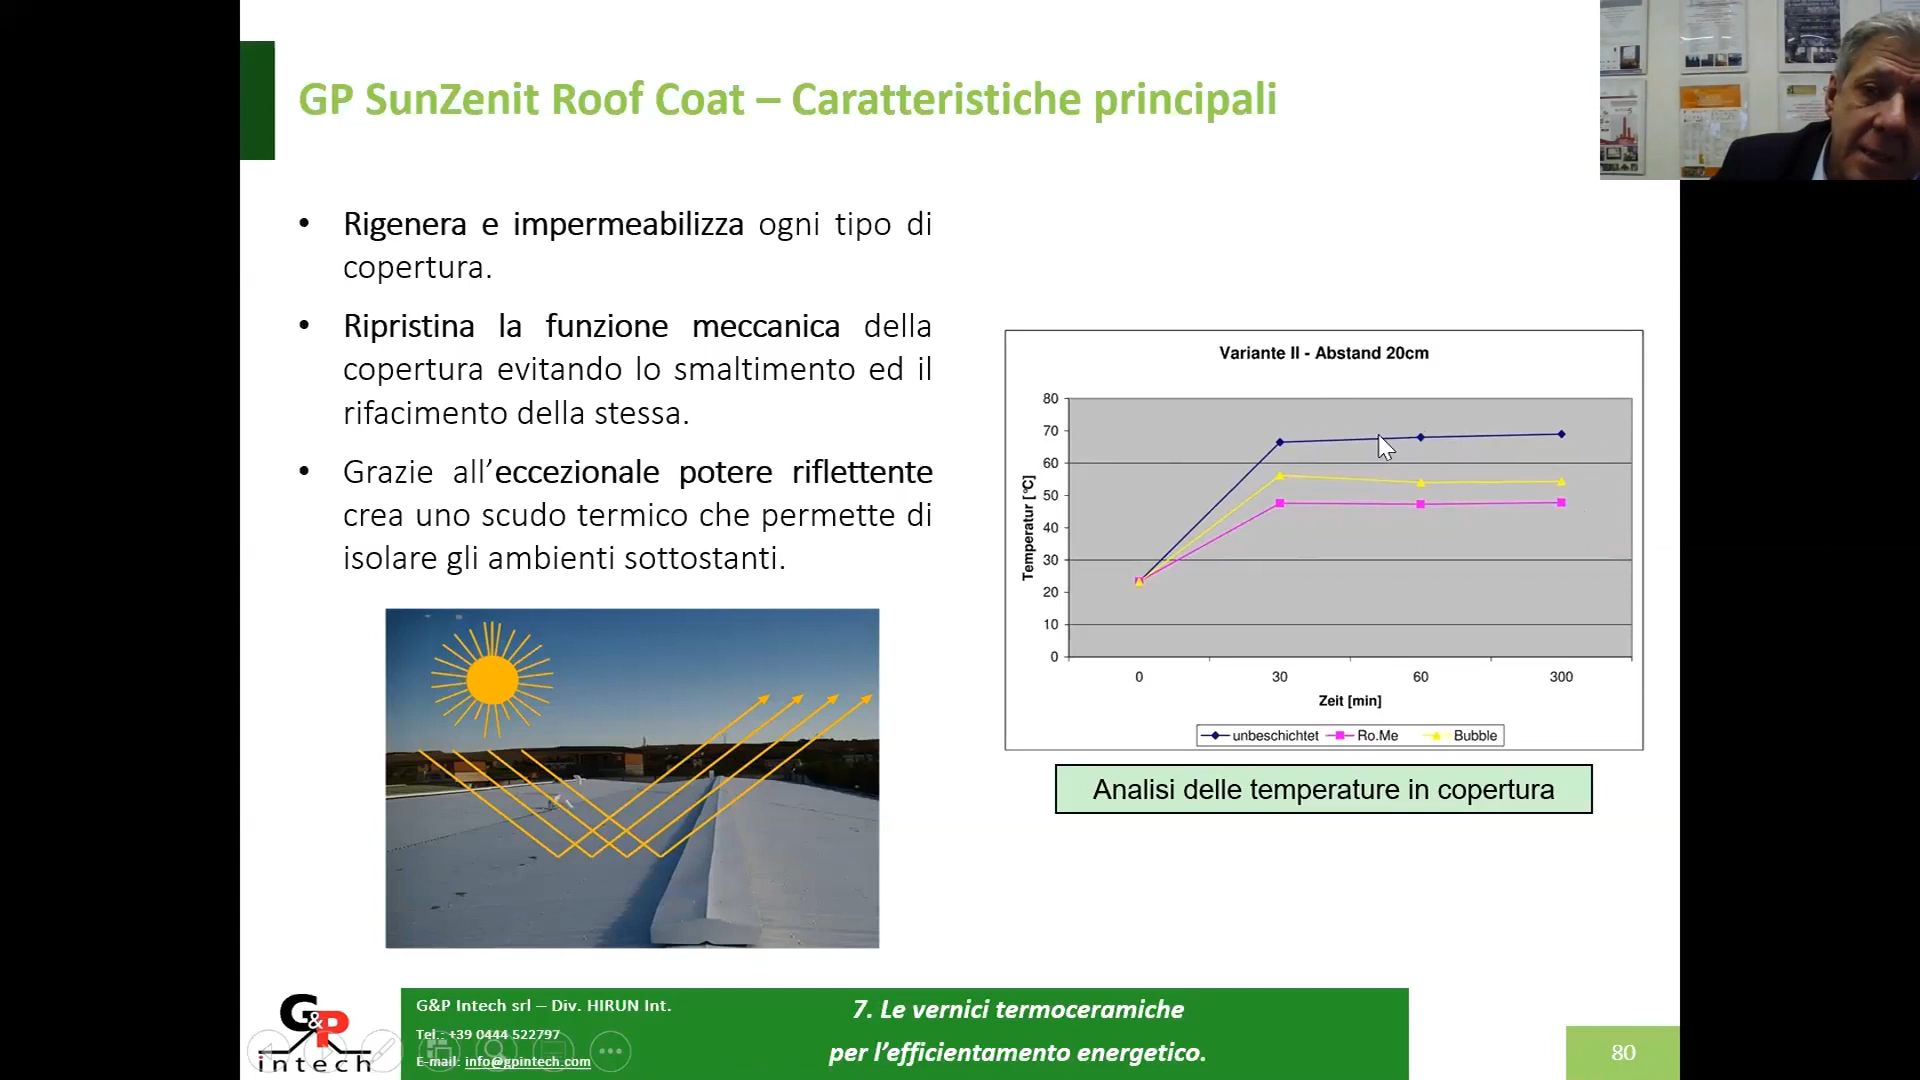 GP SunZenit Roof Coat – Caratteristiche principali
• Rigenera e impermeabilizza ogni tipo di
copertura.
• Ripristina la funzione meccanica della
copertura evitando lo smaltimento ed il
rifacimento della stessa.
• Grazie all’eccezionale potere riflettente
crea uno scudo termico che permette di
isolare gli ambienti sottostanti.
Variante II - Abstand 20cm
Temperatur [°C]
80
70
60
50
40
30
20
10
0
0 30 60 300
Zeit [min]
unbeschichtet Ro.Me Bubble
Analisi delle temperature in copertura
G&P
intech
G&P Intech srl – Div. HIRUN Int.
Tel.: +39 0444 522797
E-mail: info@gpintech.com
7. Le vernici termoceramiche
per l’efficientamento energetico.
80